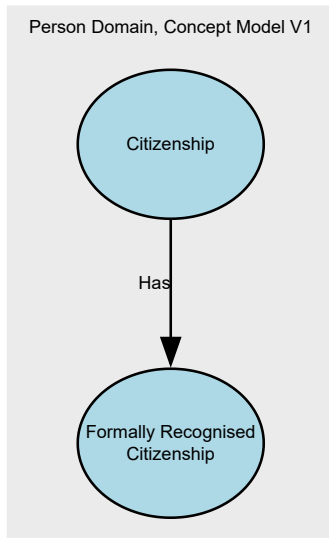 Person Domain, Concept Model V1
Citizenship
Has
Formally Recognised
Citizenship